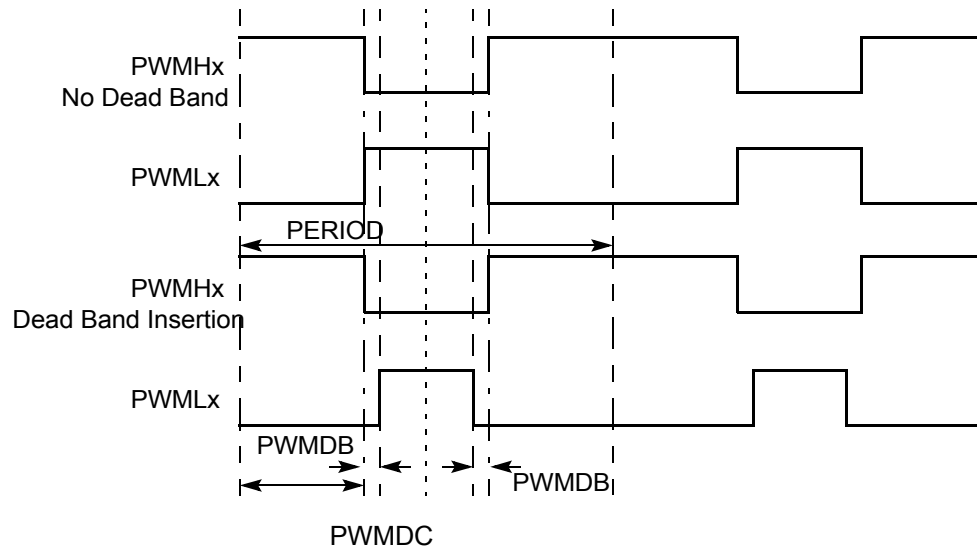 PWMHx
No Dead Band
PWMLx
PERIOD
PWMHx
Dead Band Insertion
PWMLx
PWMDB
PWMDB
PWMDC